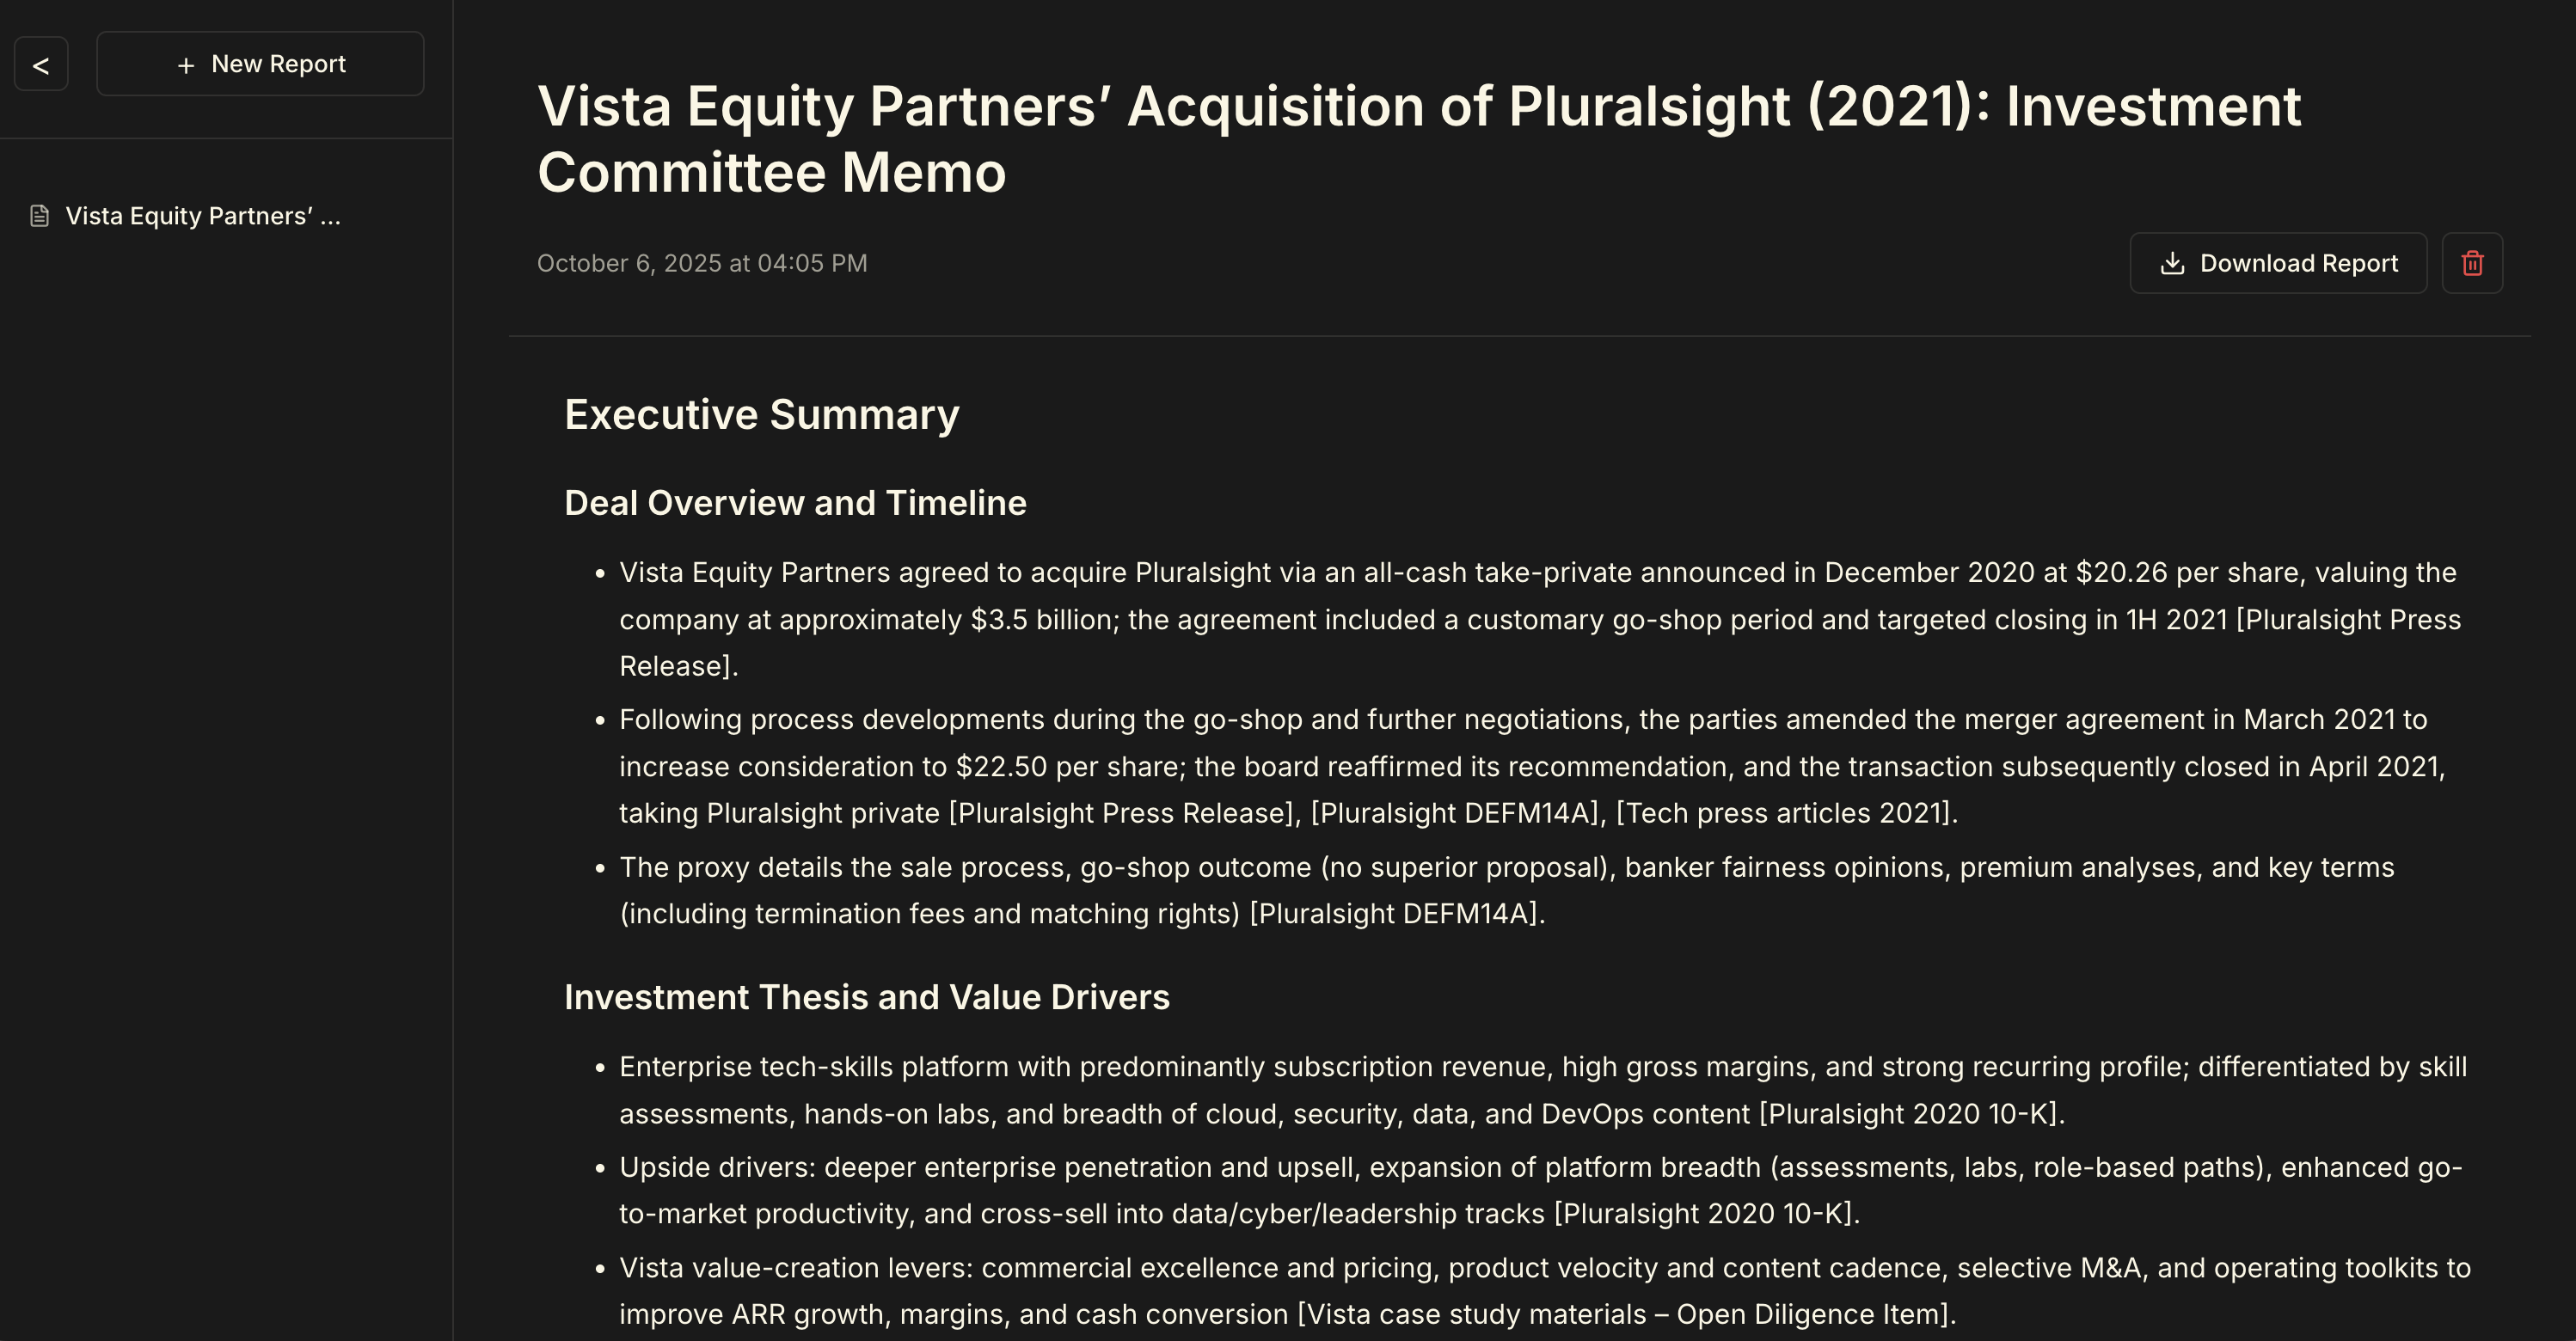 <
+ New Report
Vista Equity Partners’ ...
Vista Equity Partners’ Acquisition of Pluralsight (2021): Investment
Committee Memo
October 6, 2025 at 04:05 PM
Download Report
Executive Summary
Deal Overview and Timeline
• Vista Equity Partners agreed to acquire Pluralsight via an all-cash take-private announced in December 2020 at $20.26 per share, valuing the
company at approximately $3.5 billion; the agreement included a customary go-shop period and targeted closing in 1H 2021 [Pluralsight Press
Release].
• Following process developments during the go-shop and further negotiations, the parties amended the merger agreement in March 2021 to
increase consideration to $22.50 per share; the board reaffirmed its recommendation, and the transaction subsequently closed in April 2021,
taking Pluralsight private [Pluralsight Press Release], [Pluralsight DEFM14A], [Tech press articles 2021].
• The proxy details the sale process, go-shop outcome (no superior proposal), banker fairness opinions, premium analyses, and key terms
(including termination fees and matching rights) [Pluralsight DEFM14A].
Investment Thesis and Value Drivers
• Enterprise tech-skills platform with predominantly subscription revenue, high gross margins, and strong recurring profile; differentiated by skill
assessments, hands-on labs, and breadth of cloud, security, data, and DevOps content [Pluralsight 2020 10-K].
• Upside drivers: deeper enterprise penetration and upsell, expansion of platform breadth (assessments, labs, role-based paths), enhanced go-
to-market productivity, and cross-sell into data/cyber/leadership tracks [Pluralsight 2020 10-K].
• Vista value-creation levers: commercial excellence and pricing, product velocity and content cadence, selective M&A, and operating toolkits to
improve ARR growth, margins, and cash conversion [Vista case study materials – Open Diligence Item].